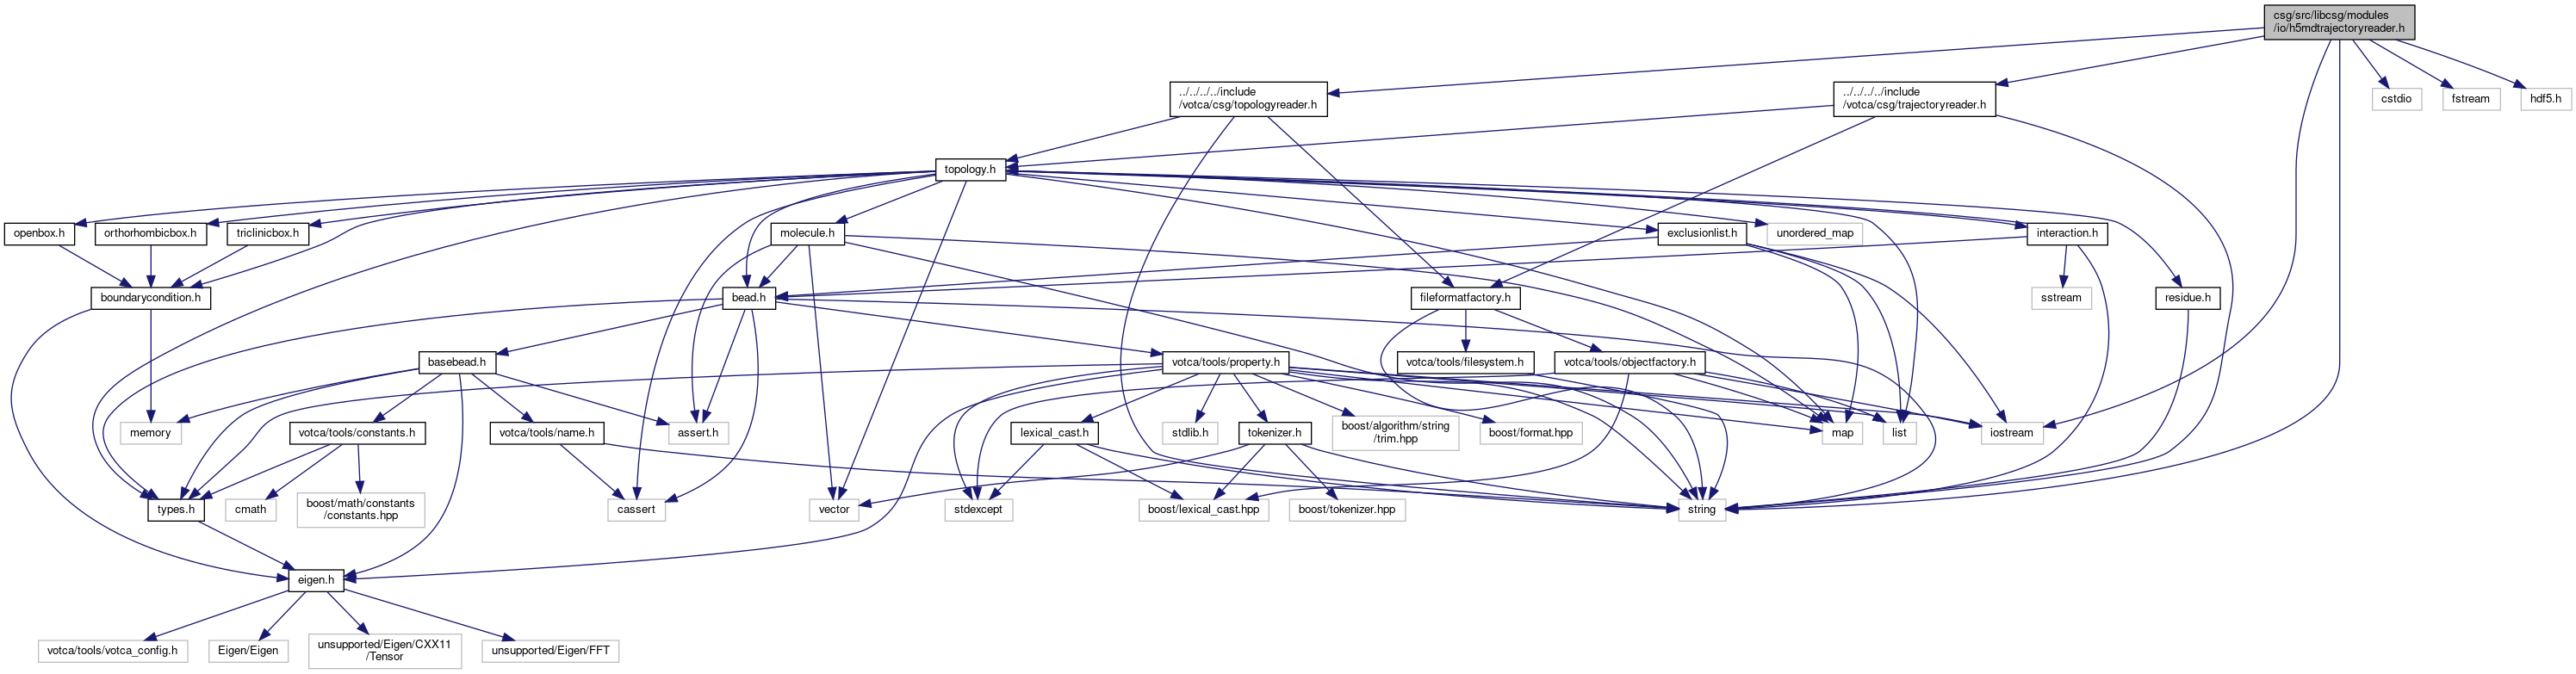 csg/src/libcsg/modules
/io/h5mdtrajectoryreader.h
../../../../include
/votca/csg/topologyreader.h
../../../../include
/votca/csg/trajectoryreader.h
cstdio
fstream
hdf5.h
topology.h
openbox.h
orthorhombicbox.h
triclinicbox.h
molecule.h
exclusionlist.h
unordered_map
interaction.h
boundarycondition.h
bead.h
fileformatfactory.h
sstream
residue.h
basebead.h
votca/tools/property.h
votca/tools/filesystem.h
votca/tools/objectfactory.h
memory
votca/tools/constants.h
votca/tools/name.h
assert.h
lexical_cast.h
stdlib.h
tokenizer.h
boost/algorithm/string
/trim.hpp
boost/format.hpp
map
list
iostream
types.h
cmath
boost/math/constants
/constants.hpp
cassert
vector
stdexcept
boost/lexical_cast.hpp
boost/tokenizer.hpp
string
eigen.h
votca/tools/votca_config.h
Eigen/Eigen
unsupported/Eigen/CXX11
/Tensor
unsupported/Eigen/FFT